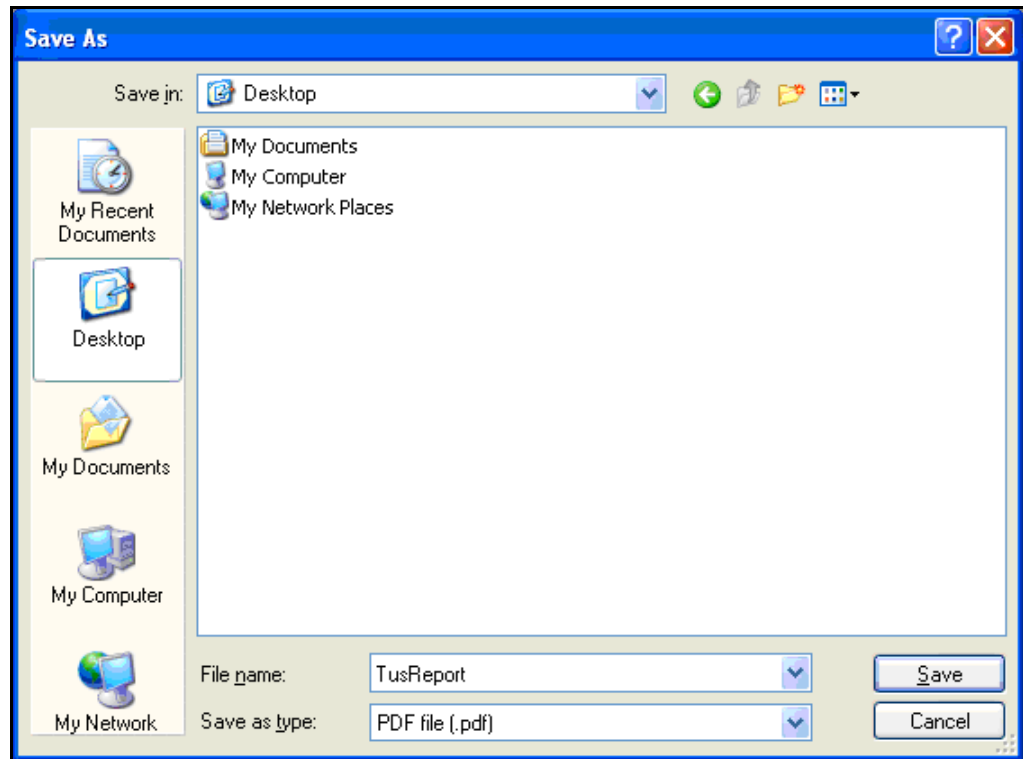 Save As
Save in:
Desktop
My Documents
My Computer
My Network Places
My Recent
Documents
Desktop
My Documents
My Computer
My Network
File name:
TusReport
Save
Save as type:
PDF file (.pdf)
Cancel